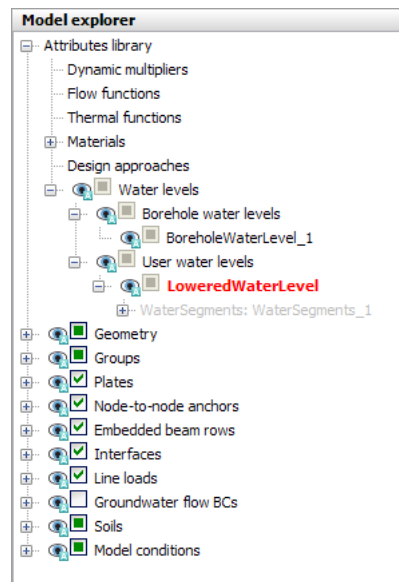 Model explorer
Attributes library
Dynamic multipliers
Flow functions
Thermal functions
Materials
Design approaches
Water levels
Borehole water levels
BoreholeWaterLevel_1
User water levels
LoweredWaterLevel
WaterSegments: WaterSegments_1
Geometry
Groups
Plates
Node-to-node anchors
Embedded beam rows
Interfaces
Line loads
Groundwater flow BCs
Soils
Model conditions